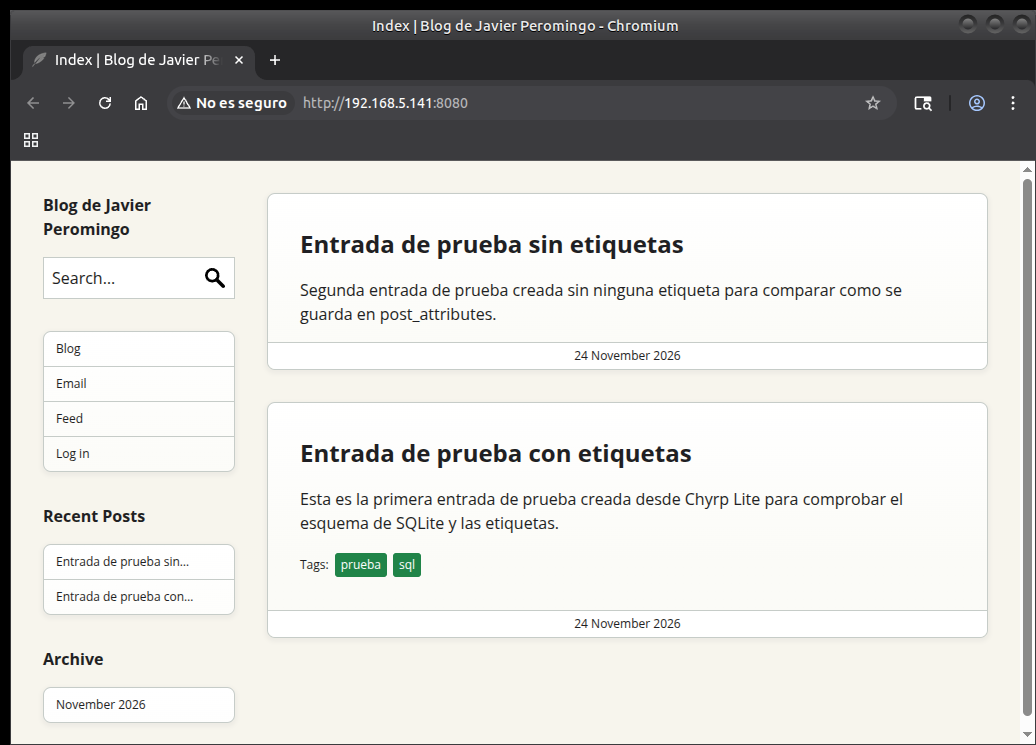 Index | Blog de Javier Peromingo - Chromium
Index | Blog de Javier Pe
No es seguro http://192.168.5.141:8080
Blog de Javier
Peromingo
Search...
Blog
Email
Feed
Log in
Recent Posts
Entrada de prueba sin...
Entrada de prueba con...
Archive
November 2026
Entrada de prueba sin etiquetas
Segunda entrada de prueba creada sin ninguna etiqueta para comparar como se
guarda en post_attributes.
24 November 2026
Entrada de prueba con etiquetas
Esta es la primera entrada de prueba creada desde Chyrp Lite para comprobar el
esquema de SQLite y las etiquetas.
Tags: prueba sql
24 November 2026